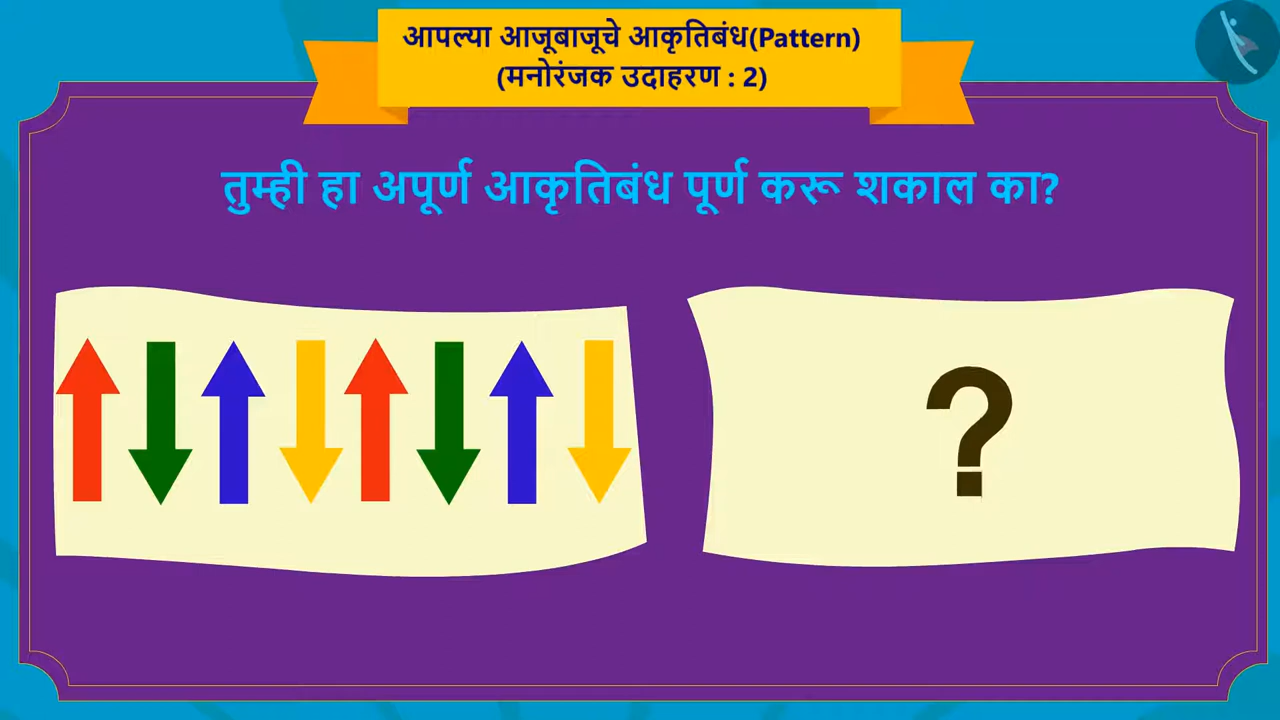 आपल्या आजूबाजूचे आकृतिबंध(Pattern)
(मनोरंजक उदाहरण : 2)
तुम्ही हा अपूर्ण आकृतिबंध पूर्ण करू शकाल का?
?